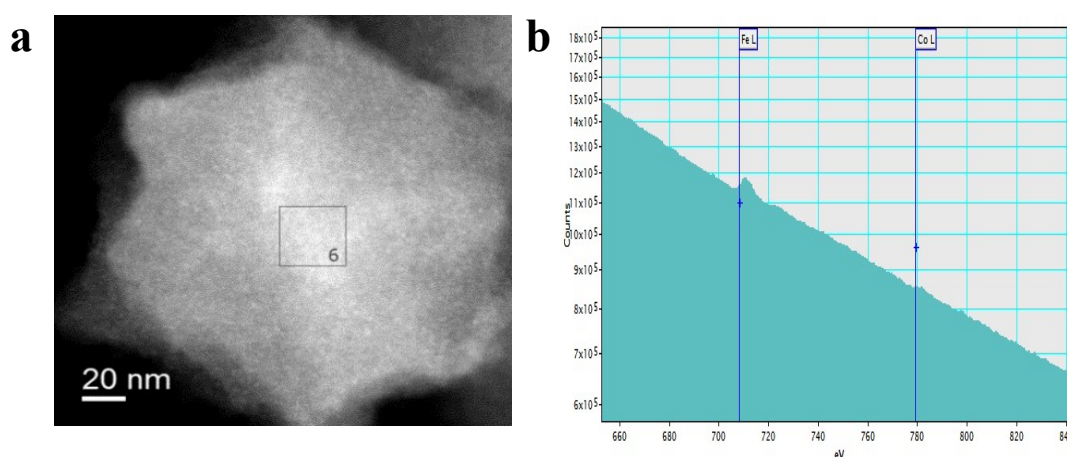 a
6
20 nm
b
Fe L
Co L
18x10⁵
17x10⁵
16x10⁵
15x10⁵
14x10⁵
13x10⁵
12x10⁵
11x10⁵
10x10⁵
9x10⁵
8x10⁵
7x10⁵
6x10⁵
Counts
660 700 720 740 760 780 800 820 84
eV